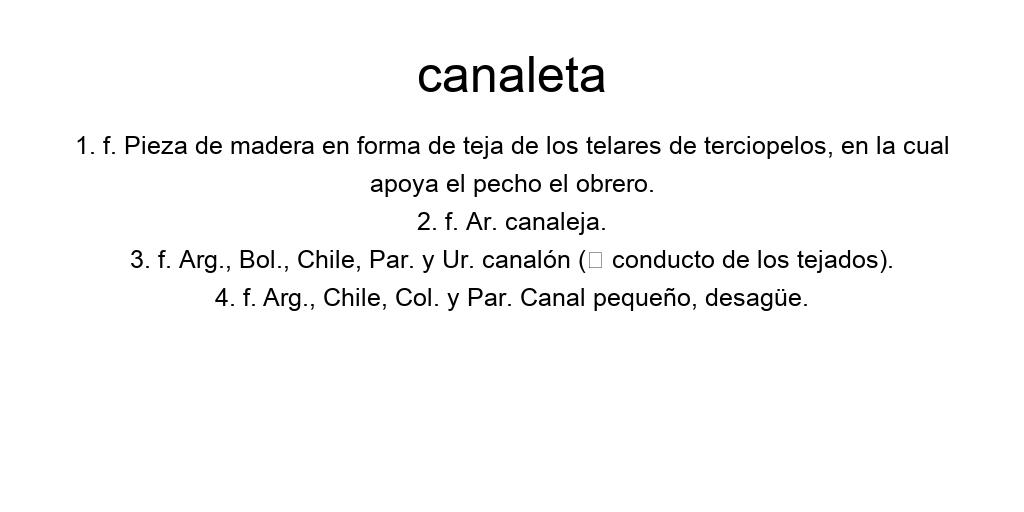 canaleta
1. f. Pieza de madera en forma de teja de los telares de terciopelos, en la cual
apoya el pecho el obrero.
2. f. Ar. canaleja.
3. f. Arg., Bol., Chile, Par. y Ur. canalón (□ conducto de los tejados).
4. f. Arg., Chile, Col. y Par. Canal pequeño, desagüe.